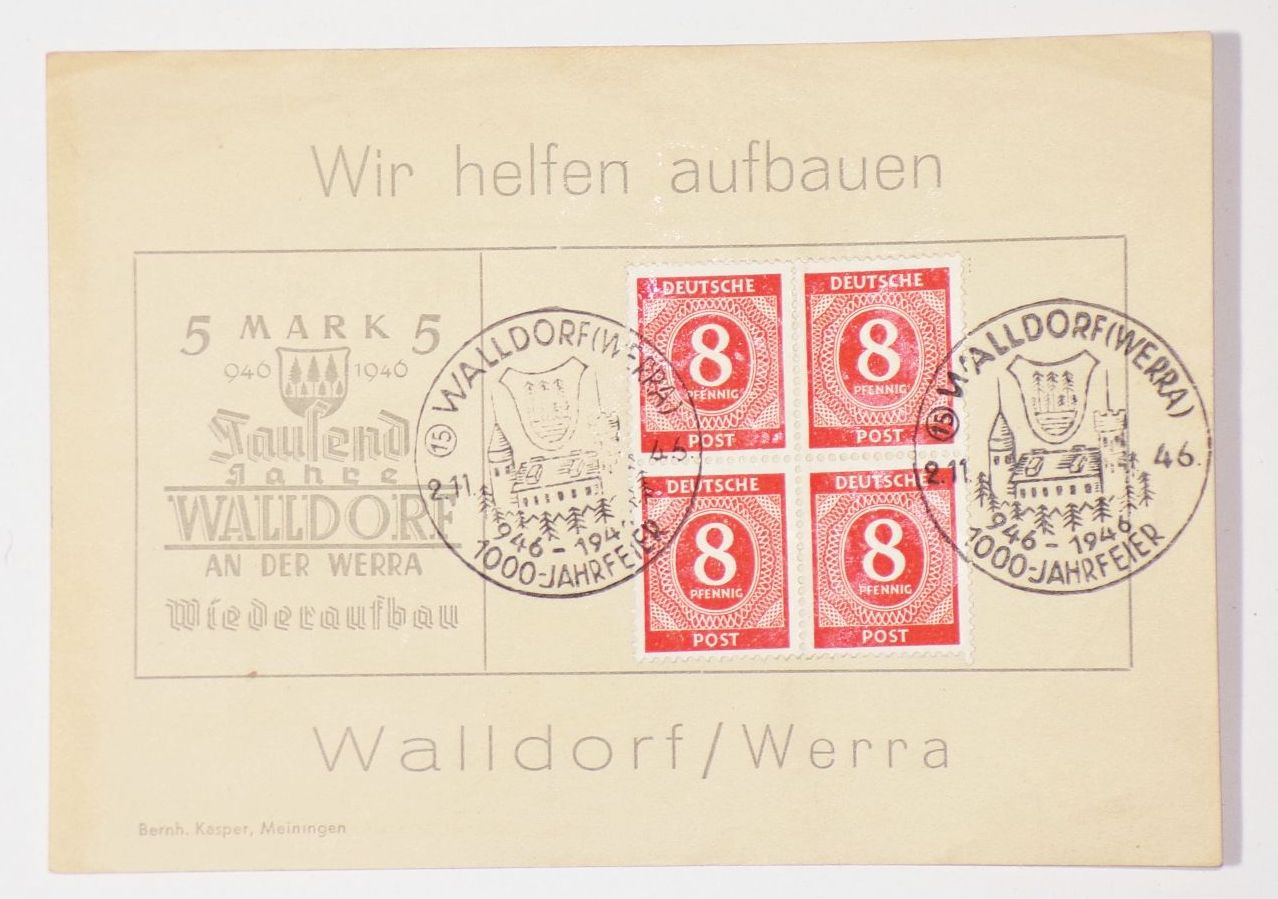 Wir helfen aufbauen
5 MARK 5
946 1946
Tausend
Jahre
WALLDORF
AN DER WERRA
Wiederaufbau
WALLDORF (WERRA)
(15)
2.11. 46.
946 - 194
1000-JAHRFEIER
DEUTSCHE
8
PFENNIG
POST
DEUTSCHE
8
PFENNIG
POST
DEUTSCHE
8
PFENNIG
POST
DEUTSCHE
8
PFENNIG
POST
WALLDORF (WERRA)
(15)
2.11. 46.
946 - 1946
1000-JAHRFEIER
Walldorf/Werra
Bernh. Kasper, Meiningen